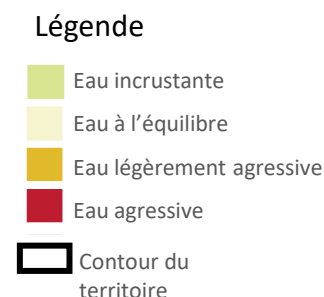 Légende
Eau incrustante
Eau à l’équilibre
Eau légèrement agressive
Eau agressive
Contour du
territoire